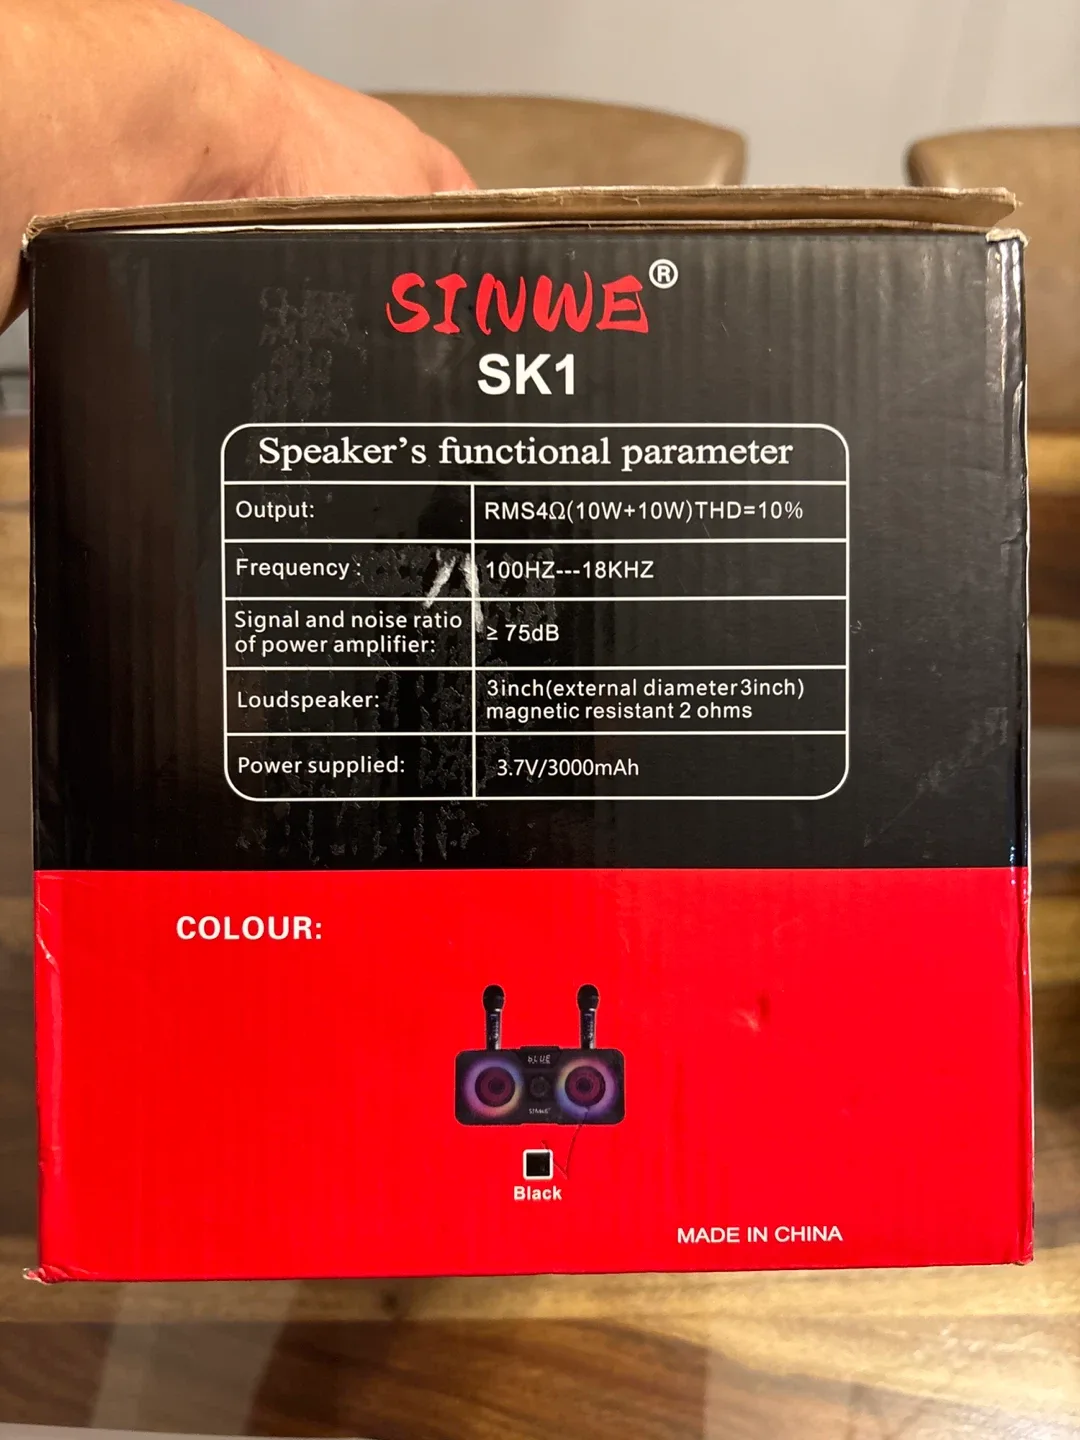 SINWE®
SK1
Speaker's functional parameter
Output: RMS4Ω(10W+10W)THD=10%
Frequency: 100HZ---18KHZ
Signal and noise ratio
of power amplifier: ≥ 75dB
Loudspeaker: 3inch(external diameter3inch)
magnetic resistant 2 ohms
Power supplied: 3.7V/3000mAh
COLOUR:
BLUE
SINWE
Black
MADE IN CHINA